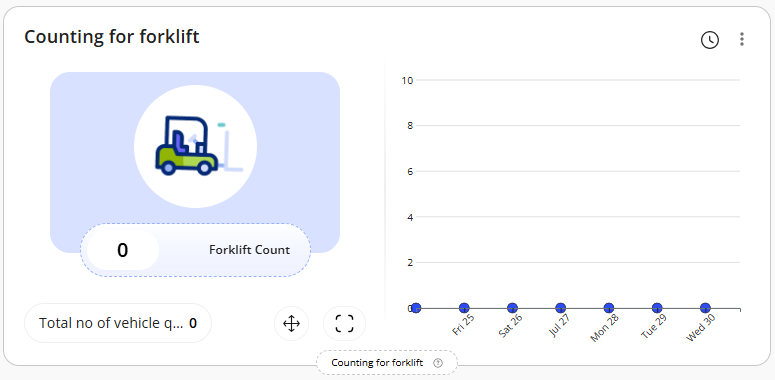 Counting for forklift
0
Forklift Count
Total no of vehicle q... 0
10
8
6
4
2
0
Fri 25
Sat 26
Jul 27
Mon 28
Tue 29
Wed 30
Counting for forklift